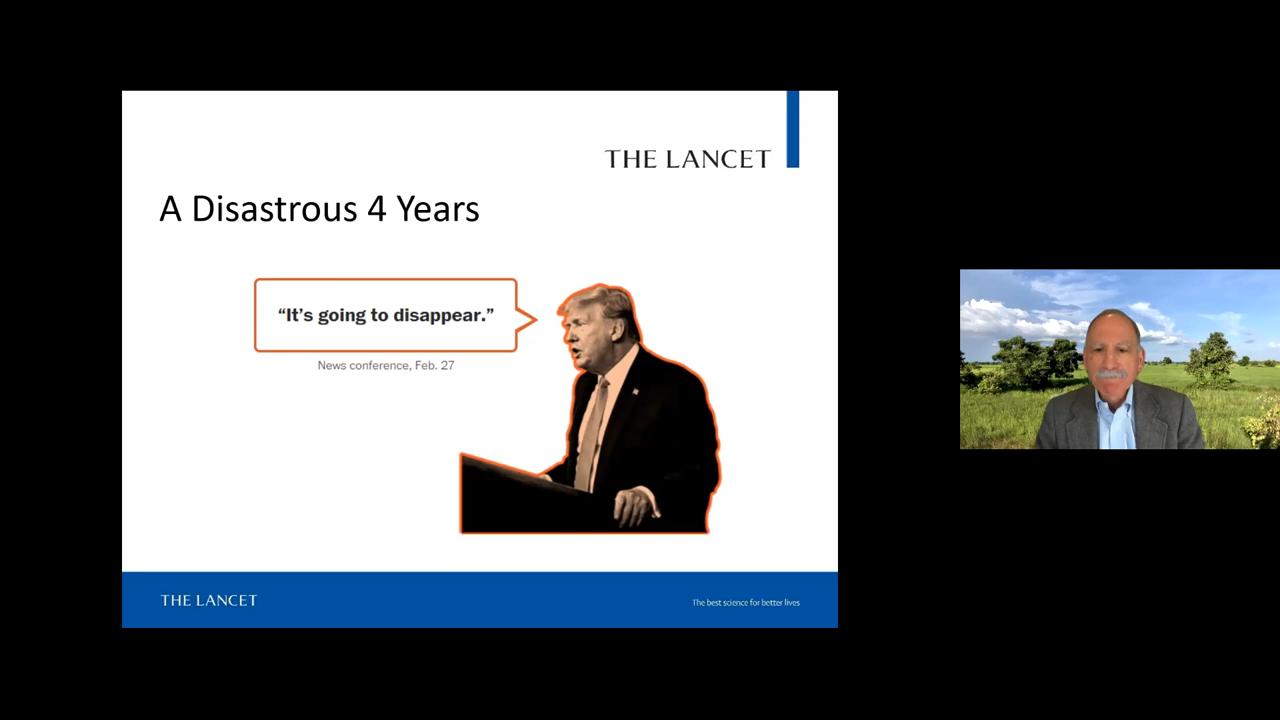 THE LANCET
A Disastrous 4 Years
“It’s going to disappear.”
News conference, Feb. 27
THE LANCET
The best science for better lives